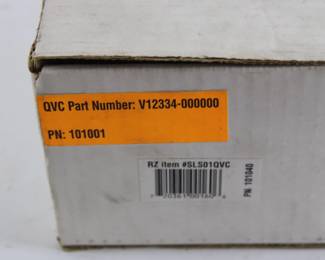 QVC Part Number: V12334-000000
PN: 101001
RZ item #SLS01QVC
PN: 101040